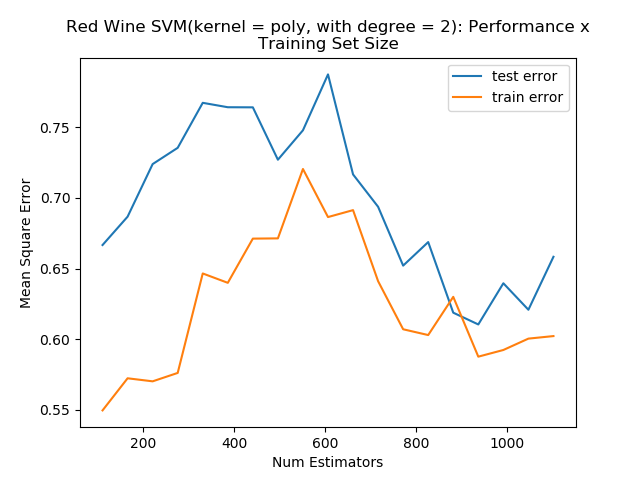 Red Wine SVM(kernel = poly, with degree = 2): Performance x
Training Set Size
test error
train error
Mean Square Error
0.75
0.70
0.65
0.60
0.55
200
400
600
800
1000
Num Estimators